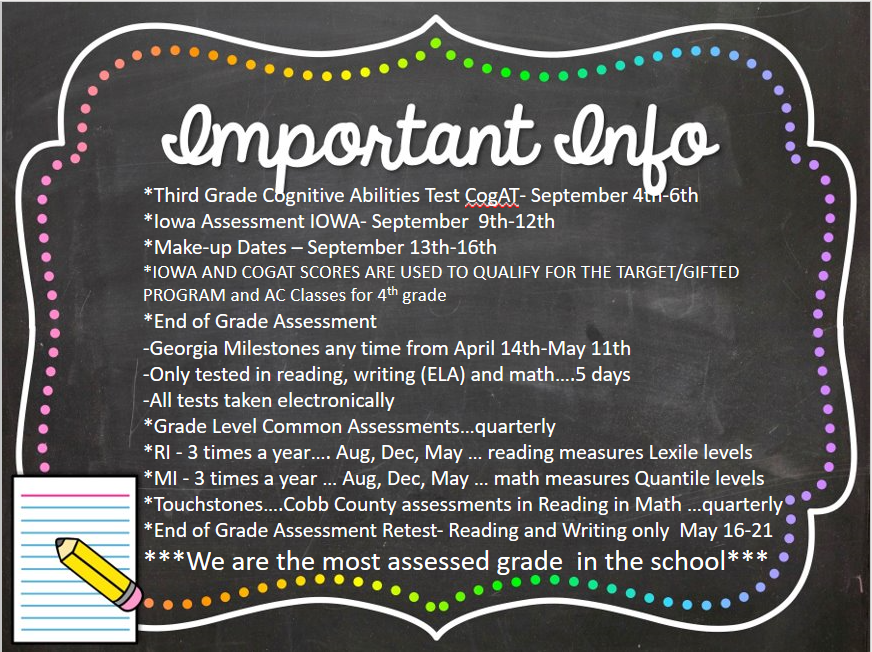 Important Info
*Third Grade Cognitive Abilities Test CogAT- September 4th-6th
*Iowa Assessment IOWA- September  9th-12th
*Make-up Dates – September 13th-16th
*IOWA AND COGAT SCORES ARE USED TO QUALIFY FOR THE TARGET/GIFTED
PROGRAM and AC Classes for 4th grade
*End of Grade Assessment
-Georgia Milestones any time from April 14th-May 11th
-Only tested in reading, writing (ELA) and math....5 days
-All tests taken electronically
*Grade Level Common Assessments...quarterly
*RI - 3 times a year.... Aug, Dec, May ... reading measures Lexile levels
*MI - 3 times a year ... Aug, Dec, May ... math measures Quantile levels
*Touchstones....Cobb County assessments in Reading in Math ...quarterly
*End of Grade Assessment Retest- Reading and Writing only  May 16-21
***We are the most assessed grade  in the school***